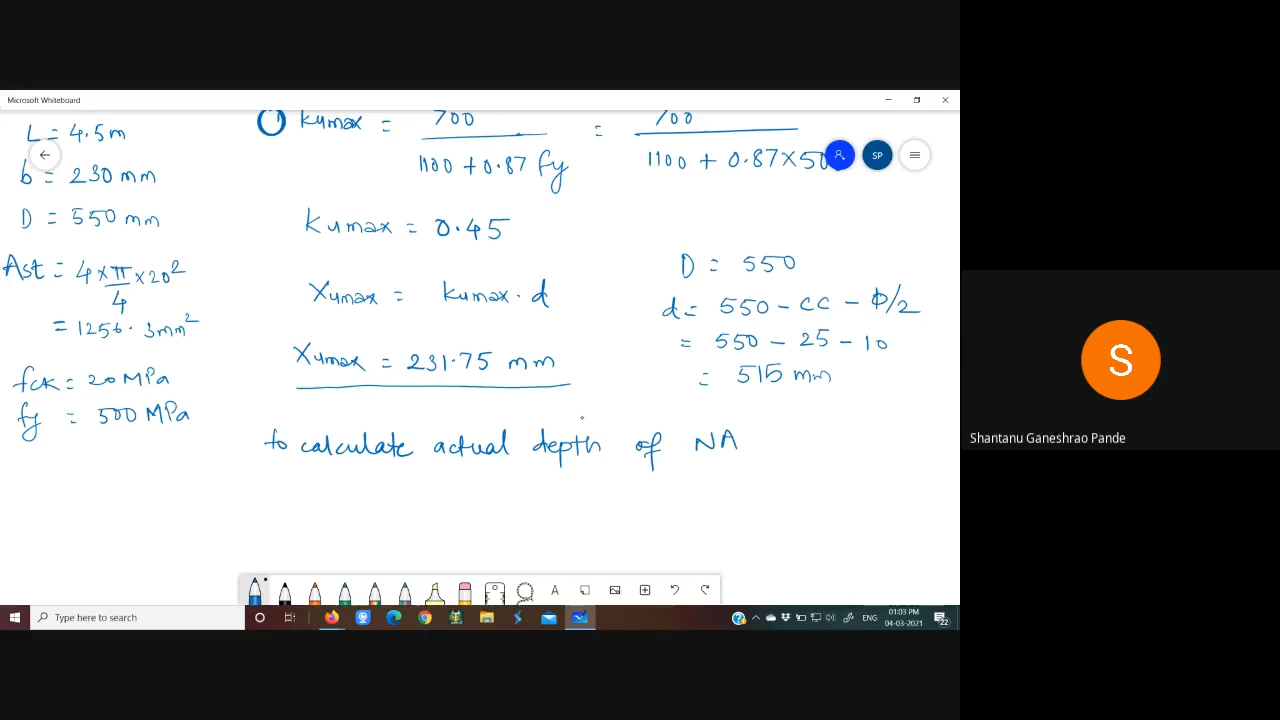 Microsoft Whiteboard
L = 4.5m
b = 230 mm
D = 550 mm
Ast = 4 × π/4 × 20²
= 1256.3mm²
fck = 20 MPa
fy = 500 MPa
① Kumax = 700 / 1100 + 0.87 fy = 700 / 1100 + 0.87×50
Kumax = 0.45
Xumax = Kumax . d
Xumax = 231.75 mm
D = 550
d = 550 - CC - Φ/2
= 550 - 25 - 10
= 515 mm
to calculate actual depth of NA
SP
S
Shantanu Ganeshrao Pande
A
Type here to search
ENG
01:03 PM
04-03-2021
22